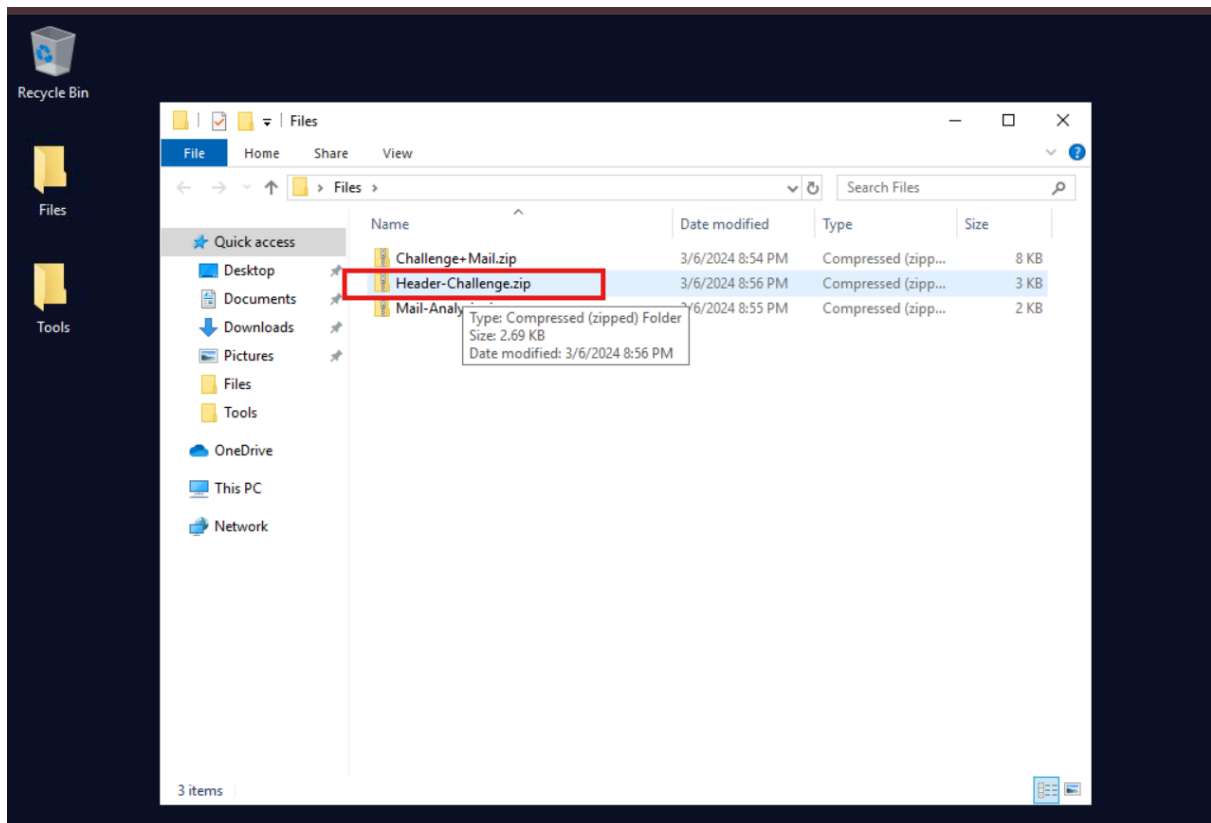 Recycle Bin
Files
Tools
Files
File Home Share View
Files
Search Files
Name Date modified Type Size
Quick access
Desktop
Documents
Downloads
Pictures
Files
Tools
OneDrive
This PC
Network
Challenge+Mail.zip 3/6/2024 8:54 PM Compressed (zipp... 8 KB
Header-Challenge.zip 3/6/2024 8:56 PM Compressed (zipp... 3 KB
3/6/2024 8:55 PM Compressed (zipp... 2 KB
Type: Compressed (zipped) Folder
Size: 2.69 KB
Date modified: 3/6/2024 8:56 PM
3 items